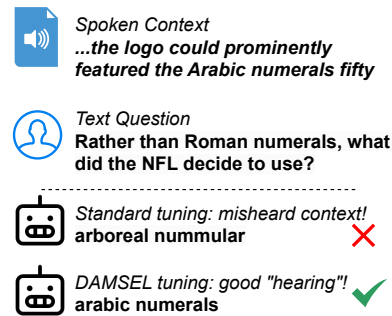 Spoken Context
...the logo could prominently
featured the Arabic numerals fifty
Text Question
Rather than Roman numerals, what
did the NFL decide to use?
Standard tuning: misheard context!
arboreal nummular
DAMSEL tuning: good "hearing"!
arabic numerals